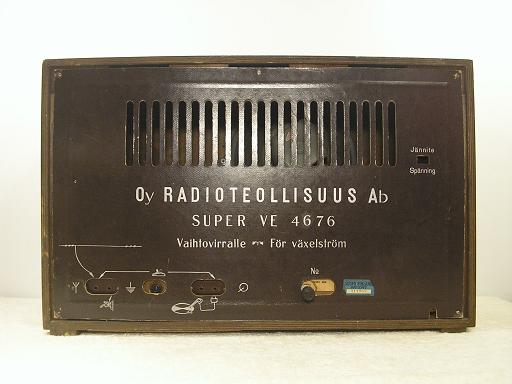 Jännite
Spänning
Oy RADIOTEOLLISUUS Ab
SUPER VE 4676
Vaihtovirralle För växelström
No